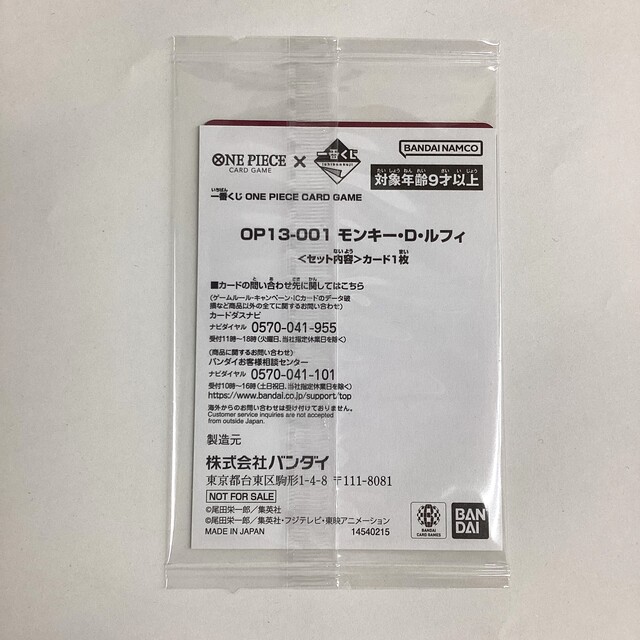 ONE PIECE
CARD GAME
×
一番くじ
ichibankuji
BANDAI NAMCO
対象年齢9才以上
たいしょうねんれい さいいじょう
いちばん
一番くじ ONE PIECE CARD GAME
OP13-001 モンキー・D・ルフィ
ないよう まい
<セット内容>カード1枚
と あ さき かん
■カードの問い合わせ先に関してはこちら
(ゲームルール・キャンペーン・ICカードのデータ破
損など商品以外の全てに関するお問い合わせ)
カードダスナビ
ナビダイヤル 0570-041-955
受付11時~18時(火曜日、当社指定休業日を除く)
(商品に関するお問い合わせ)
バンダイお客様相談センター
ナビダイヤル 0570-041-101
受付10時~16時(土日祝日、当社指定休業日を除く)
https://www.bandai.co.jp/support/top
海外からのお問い合わせは受け付けておりません。
Customer service inquiries are not accepted
from outside Japan.
製造元
株式会社バンダイ
東京都台東区駒形1-4-8 〒111-8081
NOT FOR SALE
©尾田栄一郎/集英社
©尾田栄一郎/集英社・フジテレビ・東映アニメーション
MADE IN JAPAN 14540215
BANDAI
CARD GAMES
BAN
DAI